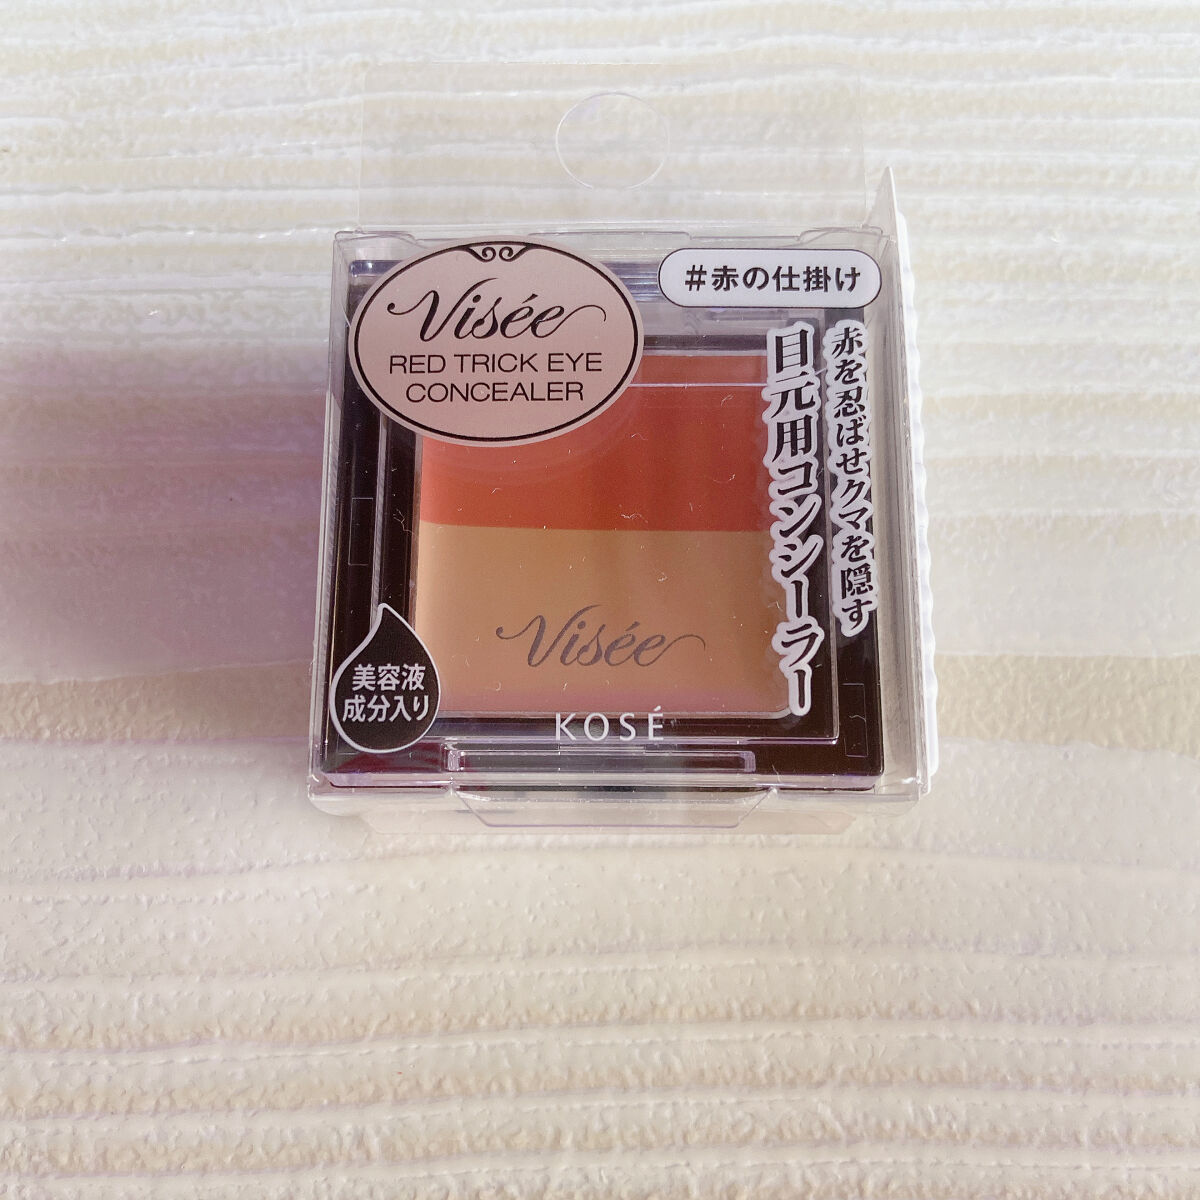 Visée
RED TRICK EYE
CONCEALER
#赤の仕掛け
赤を忍ばせクマを隠す
目元用コンシーラー
Visée
美容液
成分入り
KOSÉ